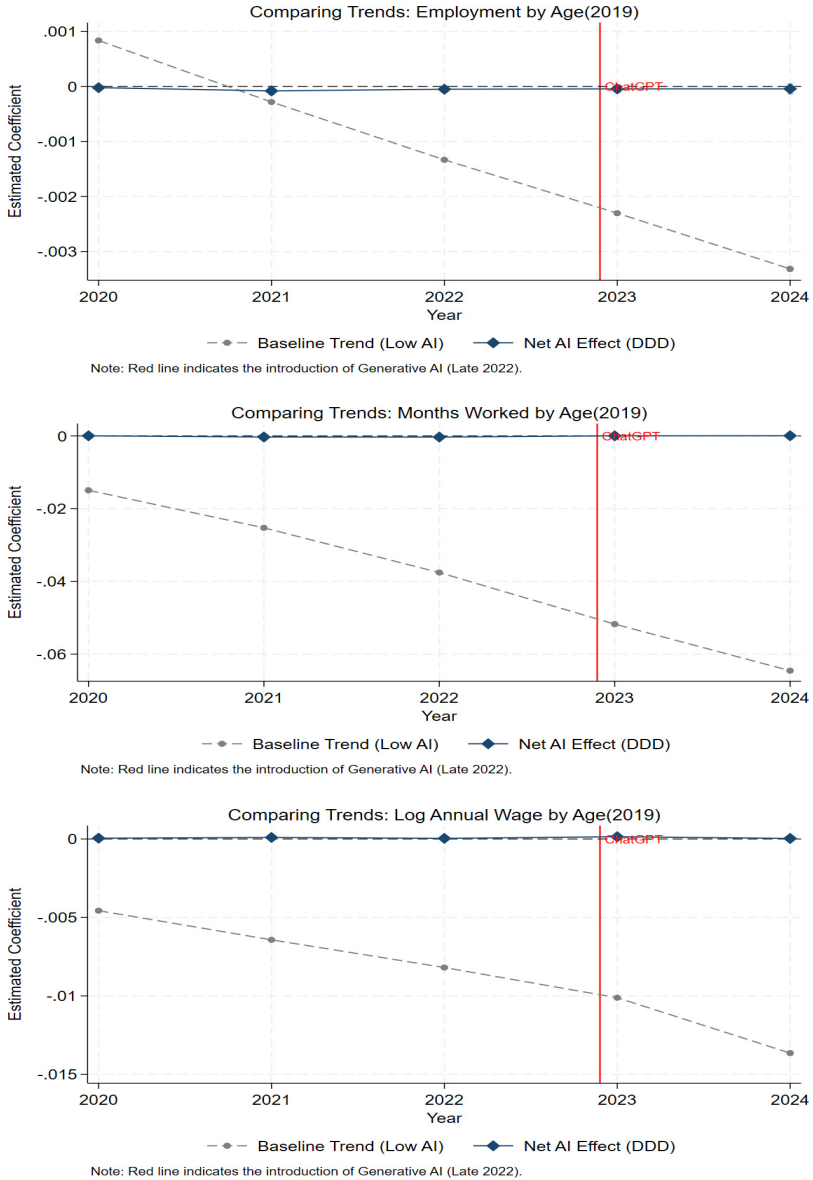 Comparing Trends: Employment by Age(2019)
.001
0
-.001
-.002
-.003
Estimated Coefficient
ChatGPT
2020 2021 2022 2023 2024
Year
Baseline Trend (Low AI) Net AI Effect (DDD)
Note: Red line indicates the introduction of Generative AI (Late 2022).
Comparing Trends: Months Worked by Age(2019)
0
-.02
-.04
-.06
Estimated Coefficient
ChatGPT
2020 2021 2022 2023 2024
Year
Baseline Trend (Low AI) Net AI Effect (DDD)
Note: Red line indicates the introduction of Generative AI (Late 2022).
Comparing Trends: Log Annual Wage by Age(2019)
0
-.005
-.01
-.015
Estimated Coefficient
ChatGPT
2020 2021 2022 2023 2024
Year
Baseline Trend (Low AI) Net AI Effect (DDD)
Note: Red line indicates the introduction of Generative AI (Late 2022).